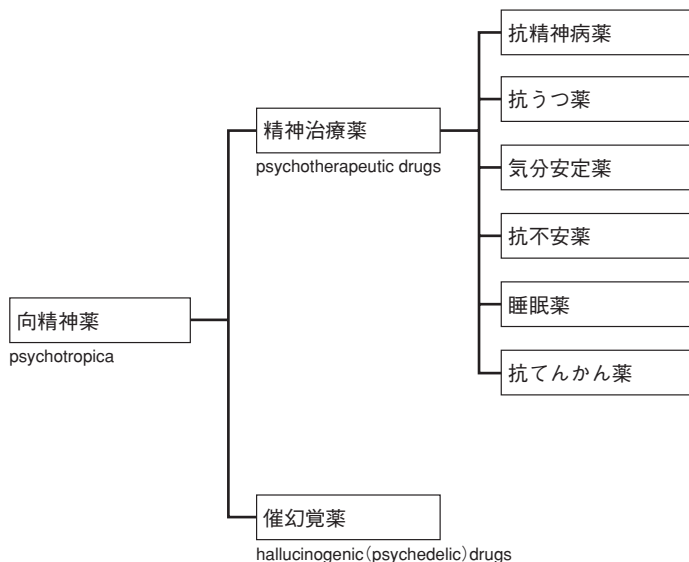 向精神薬
psychotropica
精神治療薬
psychotherapeutic drugs
催幻覚薬
hallucinogenic(psychedelic)drugs
抗精神病薬
抗うつ薬
気分安定薬
抗不安薬
睡眠薬
抗てんかん薬